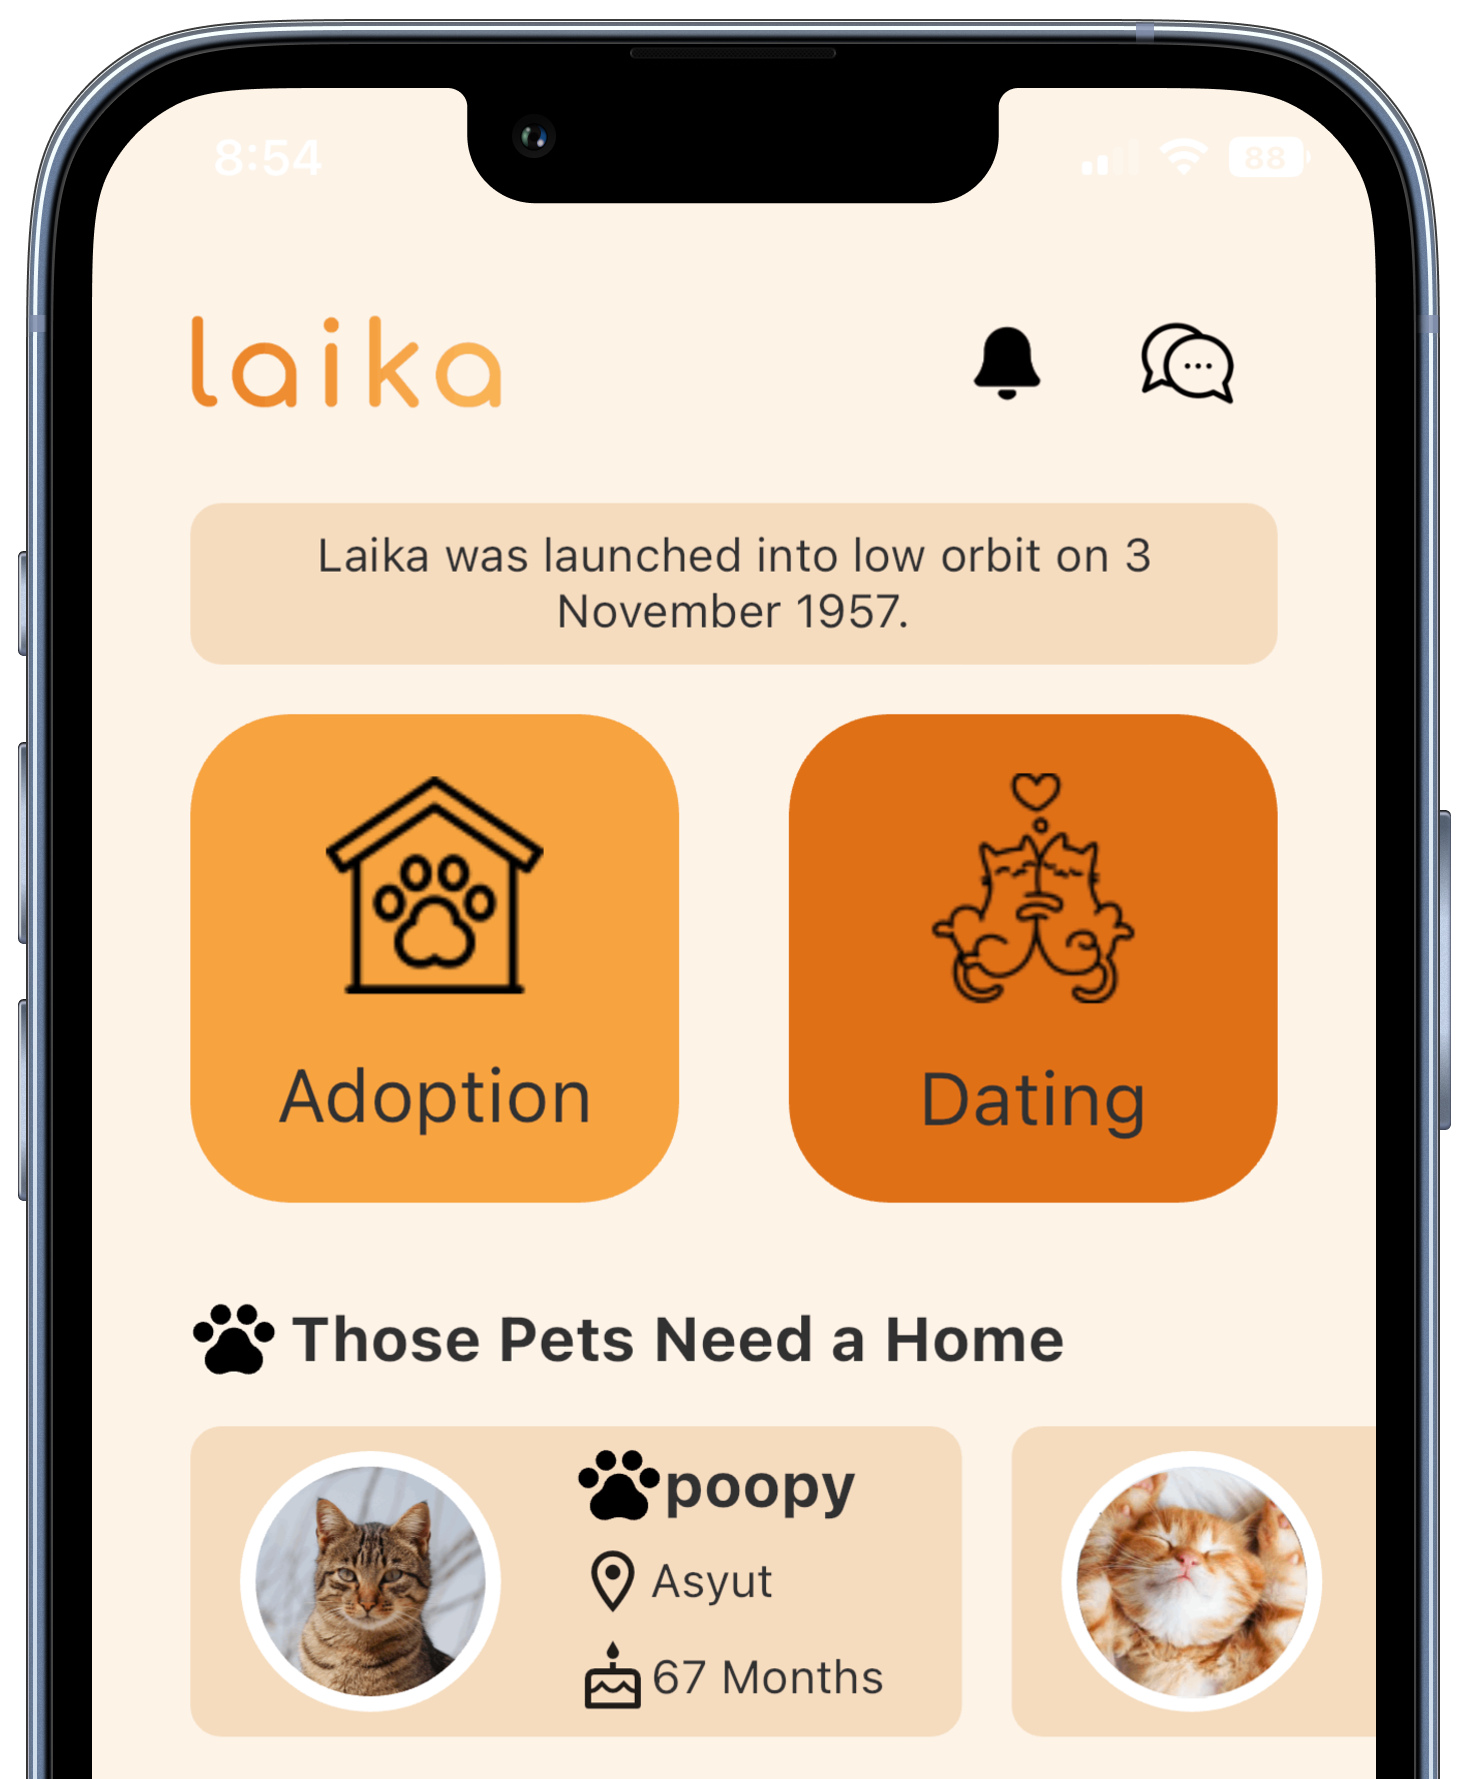 8:54
88
laika
Laika was launched into low orbit on 3
November 1957.
Adoption
Dating
Those Pets Need a Home
poopy
Asyut
67 Months